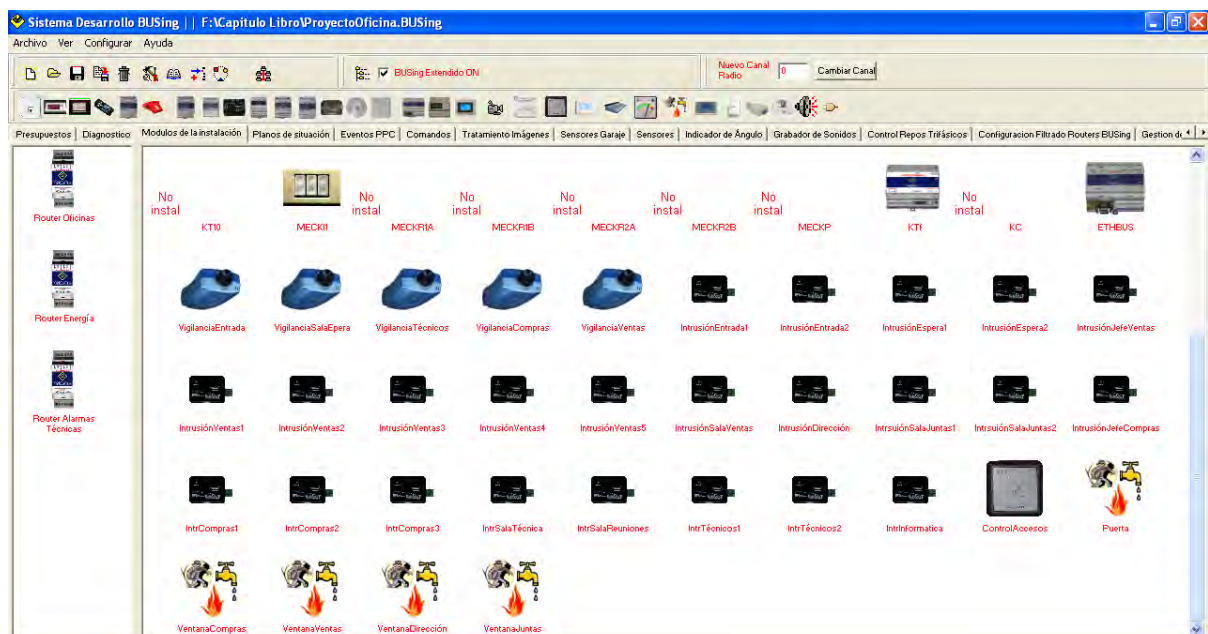 Sistema Desarrollo BUSing || F:\Capitulo Libro\ProyectoOficina.BUSing
Archivo Ver Configurar Ayuda
BUSing Extendido ON
Nuevo Canal
Radio
0
Cambiar Canal
Presupuestos Diagnostico Modulos de la instalación Planos de situación Eventos PPC Comandos Tratamiento Imágenes Sensores Garaje Sensores Indicador de Ángulo Grabador de Sonidos Control Repos Trifásicos Configuracion Filtrado Routers BUSing Gestion de
Router Oficinas
Router Energía
Router Alarmas
Técnicas
No
instal
No
instal
No
instal
No
instal
No
instal
No
instal
No
instal
KT10 MECKI1 MECKR1A MECKR1B MECKR2A MECKR2B MECKP KTf KC ETHBUS
VigilanciaEntrada VigilanciaSalaEpera VigilanciaTécnicos VigilanciaCompras VigilanciaVentas IntrusiónEntrada1 IntrusiónEntrada2 IntrusiónEspera1 IntrusiónEspera2 IntrusiónJefeVentas
IntrusiónVentas1 IntrusiónVentas2 IntrusiónVentas3 IntrusiónVentas4 IntrusiónVentas5 IntrusiónSalaVentas IntrusiónDirección IntrsuiónSalaJuntas1 IntrsuiónSalaJuntas2 IntrusiónJefeCompras
IntrCompras1 IntrCompras2 IntrCompras3 IntrSalaTécnica IntrSalaReuniones IntrTécnicos1 IntrTécnicos2 IntrInformatica ControlAccesos Puerta
VentanaCompras VentanaVentas VentanaDirección VentanaJuntas